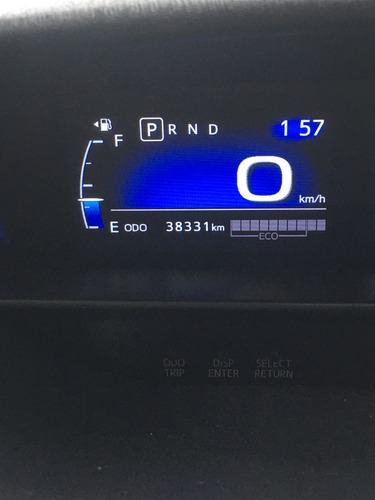 P R N D 1 57
F
0
km/h
E ODO 38331 km
ECO
ODO DISP SELECT
TRIP ENTER RETURN